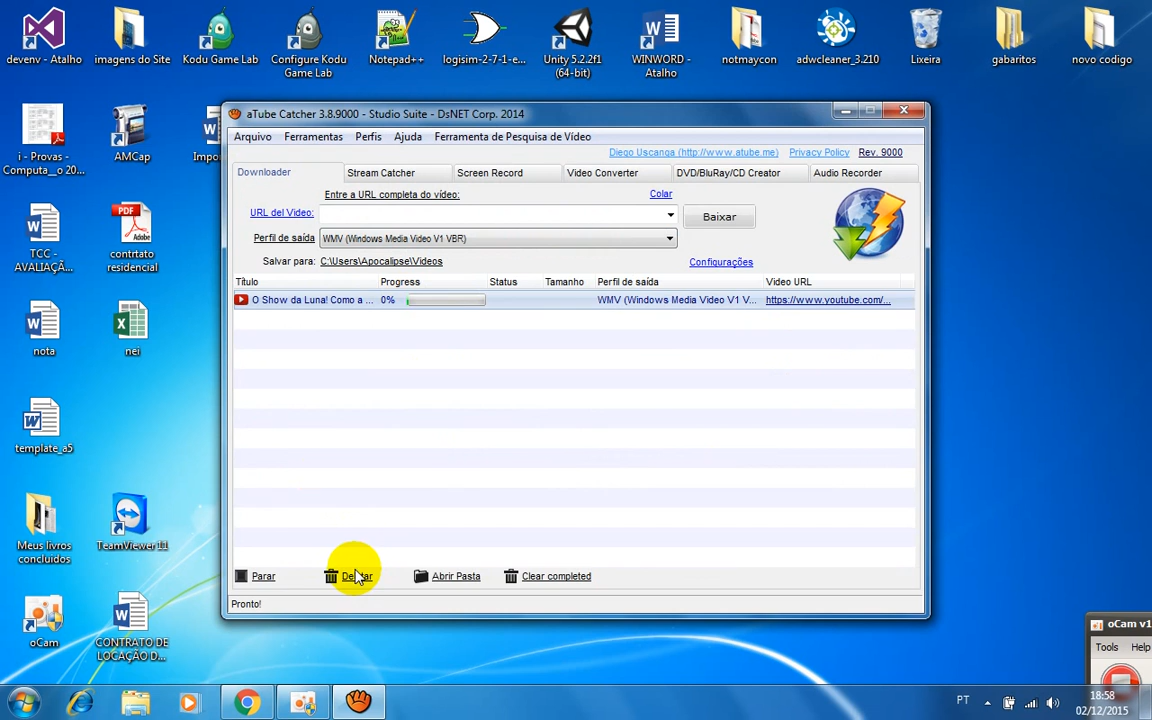 devenv - Atalho
imagens do Site
Kodu Game Lab
Configure Kodu
Game Lab
Notepad++
logisim-2-7-1-e...
Unity 5.2.2f1
(64-bit)
WINWORD -
Atalho
notmaycon
adwcleaner_3.210
Lixeira
gabaritos
novo codigo
i - Provas -
Computa__o 20...
AMCap
Impor
TCC -
AVALIAÇÃ...
PDF
Adobe
contrtato
residencial
nota
nei
template_a5
Meus livros
concluidos
TeamViewer 11
oCam
CONTRATO DE
LOCAÇÃO D...
aTube Catcher 3.8.9000 - Studio Suite - DsNET Corp. 2014
Arquivo Ferramentas Perfis Ajuda Ferramenta de Pesquisa de Vídeo
Diego Uscanga (http://www.atube.me) Privacy Policy Rev. 9000
Downloader Stream Catcher Screen Record Video Converter DVD/BluRay/CD Creator Audio Recorder
Entre a URL completa do vídeo: Colar
URL del Video: Baixar
Perfil de saída WMV (Windows Media Video V1 VBR)
Salvar para: C:\Users\Apocalipse\Videos Configurações
Título Progress Status Tamanho Perfil de saída Video URL
O Show da Luna! Como a ... 0% WMV (Windows Media Video V1 V... https://www.youtube.com/...
Parar Abrir Pasta Clear completed
Pronto!
oCam v1
Tools Help
PT
18:58
02/12/2015